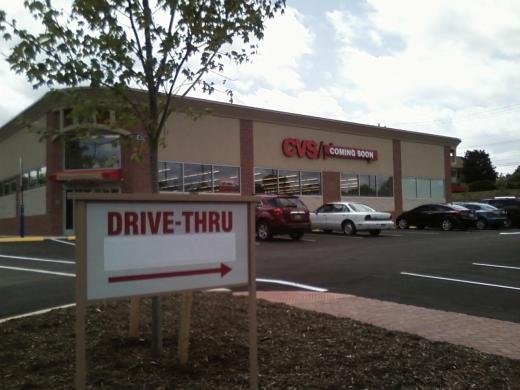 CVS/
COMING SOON
DRIVE-THRU